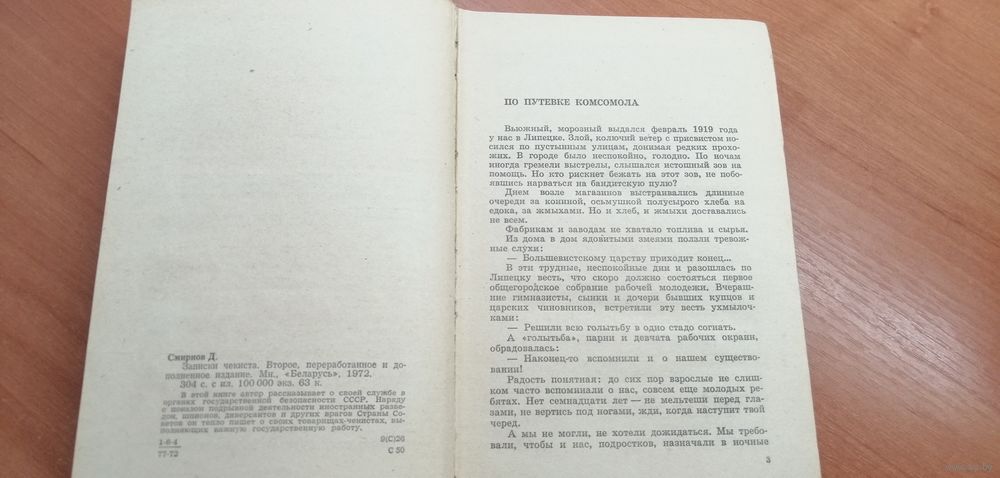 Смирнов Д.
Записки чекиста. Второе, переработанное и до-
полненное издание. Мн., «Беларусь», 1972.
304 с. с ил. 100 000 экз. 63 к.
В этой книге автор рассказывает о своей службе в
органах государственной безопасности СССР. Наряду
с показом подрывной деятельности иностранных разве-
док, шпионов, диверсантов и других врагов Страны Со-
ветов он тепло пишет о своих товарищах-чекистах, вы-
полняющих важную государственную работу.
1-6-4
77-72
9(С)26
С 50
ПО ПУТЕВКЕ КОМСОМОЛА
Вьюжный, морозный выдался февраль 1919 года
у нас в Липецке. Злой, колючий ветер с присвистом но-
сился по пустынным улицам, донимая редких прохо-
жих. В городе было неспокойно, голодно. По ночам
иногда гремели выстрелы, слышался истошный зов на
помощь. Но кто рискнет бежать на этот зов, не побо-
явшись нарваться на бандитскую пулю?
Днем возле магазинов выстраивались длинные
очереди за кониной, осьмушкой полусырого хлеба на
едока, за жмыхами. Но и хлеб, и жмыхи доставались
не всем.
Фабрикам и заводам не хватало топлива и сырья.
Из дома в дом ядовитыми змеями ползли тревож-
ные слухи:
— Большевистскому царству приходит конец...
В эти трудные, неспокойные дни и разошлась по
Липецку весть, что скоро должно состояться первое
общегородское собрание рабочей молодежи. Вчераш-
ние гимназисты, сынки и дочери бывших купцов и
царских чиновников, встретили эту весть ухмылоч-
ками:
— Решили всю голытьбу в одно стадо согнать.
А «голытьба», парни и девчата рабочих окраин,
обрадовалась:
— Наконец-то вспомнили и о нашем существо-
вании!
Радость понятная: до сих пор взрослые не слиш-
ком часто вспоминали о нас, совсем еще молодых ре-
бятах. Нет семнадцати лет — не мельтеши перед гла-
зами, не вертись под ногами, жди, когда наступит твой
черед.
А мы не могли, не хотели дожидаться. Мы требо-
вали, чтобы и нас, подростков, назначали в ночные
3